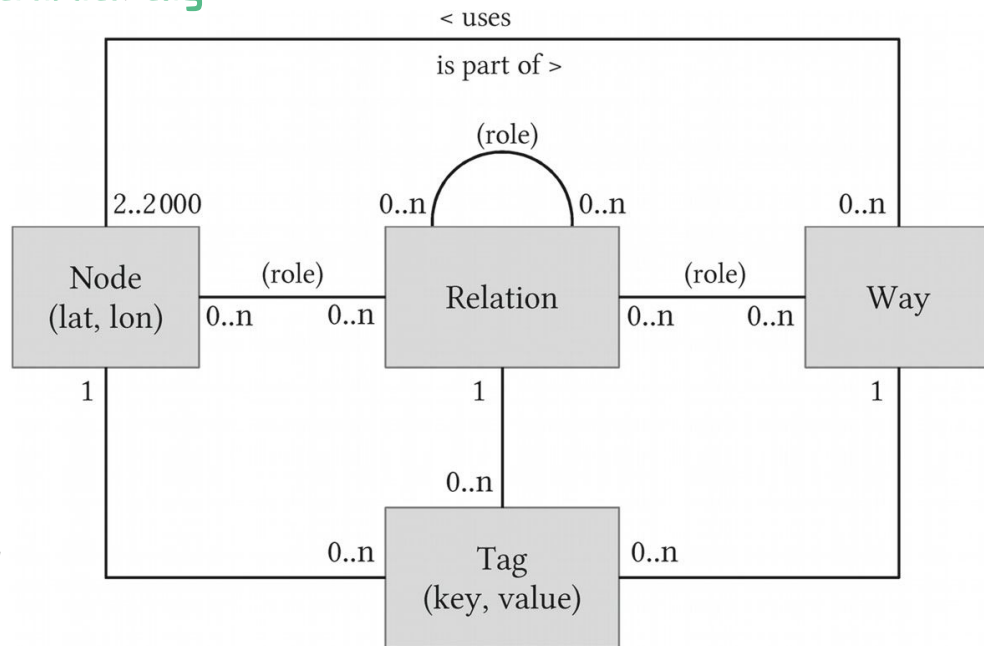 < uses
is part of >
(role)
2..2000
0..n
0..n
0..n
Node
(lat, lon)
(role)
0..n
0..n
Relation
(role)
0..n
0..n
Way
1
1
1
0..n
0..n
Tag
(key, value)
0..n